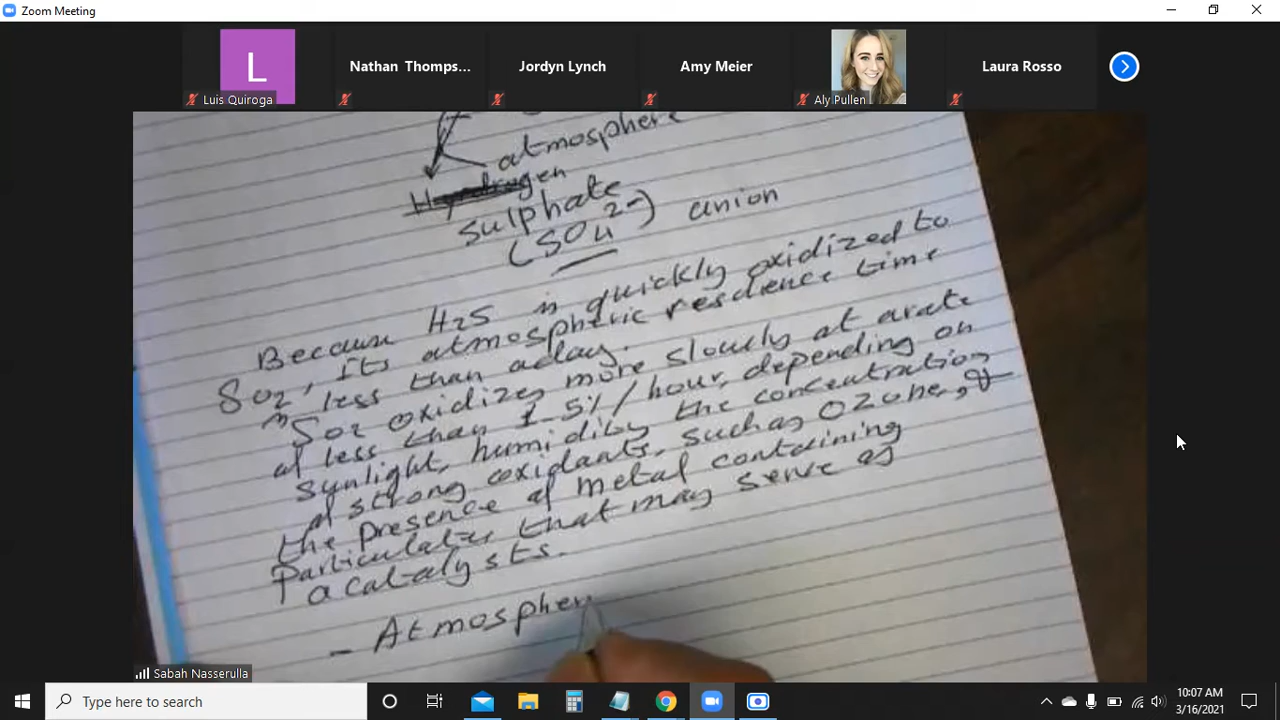 Zoom Meeting
L
Luis Quiroga
Nathan Thomps...
Jordyn Lynch
Amy Meier
Aly Pullen
Laura Rosso
atmosphere
Hydrogen
sulphate
(SO4 2-) anion
Because H2S is quickly oxidized to
SO2, Its atmospheric rescience time
is less than a day.
SO2 oxidizes more slowly at a rate
of less than 1-5%/hour, depending on
sunlight, humidiby the concentration
of strong oxidants, such as Ozone, &
the presence of metal containing
Particulates that may serve as
a catalysts.
- Atmospher
Sabah Nasserulla
Type here to search
10:07 AM
3/16/2021